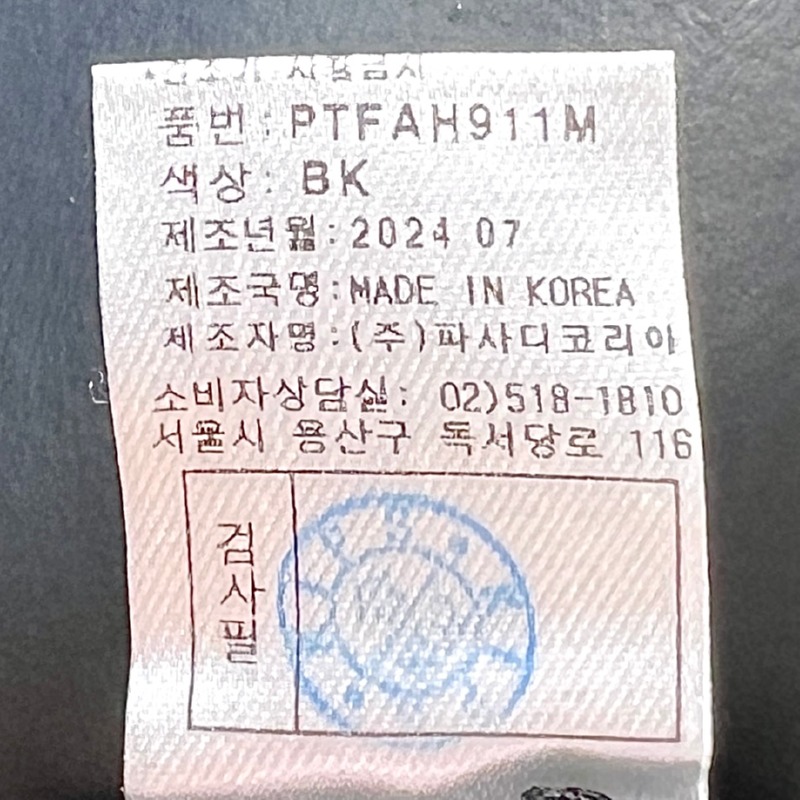 품번: PTFAH911M
색상: BK
제조년월:2024 07
제조국명:MADE IN KOREA
제조자명:(주)파사디코리아
소비자상담실: 02)518-1810
서울시 용산구 독서당로 116
검사필